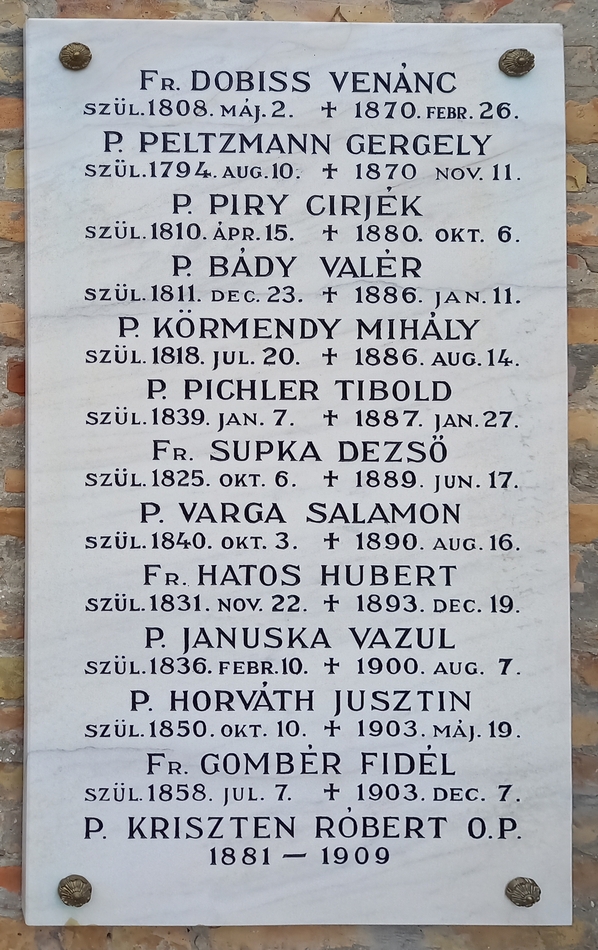 Fr. DOBISS VENÁNC
SZÜL.1808. MÁJ. 2. ✝ 1870. FEBR. 26.
P. PELTZMANN GERGELY
SZÜL.1794. AUG.10. ✝ 1870 NOV. 11.
P. PIRY CIRJÉK
SZÜL.1810. ÁPR. 15. ✝ 1880. OKT. 6.
P. BÁDY VALÉR
SZÜL.1811. DEC. 23. ✝ 1886. JAN. 11.
P. KÖRMENDY MIHÁLY
SZÜL.1818. JUL. 20. ✝ 1886. AUG. 14.
P. PICHLER TIBOLD
SZÜL.1839. JAN. 7. ✝ 1887. JAN. 27.
Fr. SUPKA DEZSŐ
SZÜL.1825. OKT. 6. ✝ 1889. JUN. 17.
P. VARGA SALAMON
SZÜL.1840. OKT. 3. ✝ 1890. AUG. 16.
Fr. HATOS HUBERT
SZÜL.1831. NOV. 22. ✝ 1893. DEC. 19.
P. JANUSKA VAZUL
SZÜL.1836. FEBR.10. ✝ 1900. AUG. 7.
P. HORVÁTH JUSZTIN
SZÜL.1850. OKT. 10. ✝ 1903. MÁJ. 19.
Fr. GOMBÉR FIDÉL
SZÜL.1858. JUL. 7. ✝ 1903. DEC. 7.
P. KRISZTEN RÓBERT O.P.
1881 — 1909